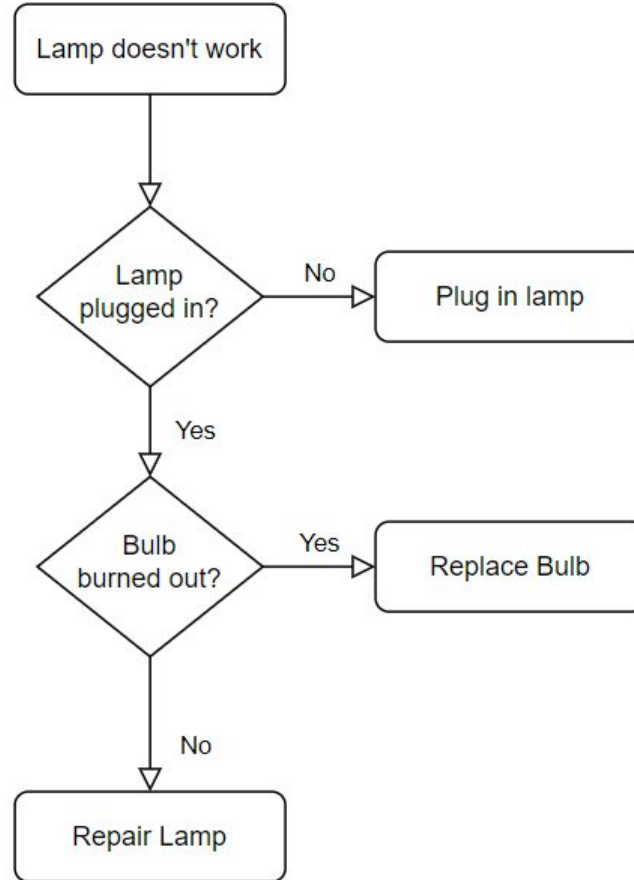 Lamp doesn't work
Lamp
plugged in?
No
Plug in lamp
Yes
Bulb
burned out?
Yes
Replace Bulb
No
Repair Lamp